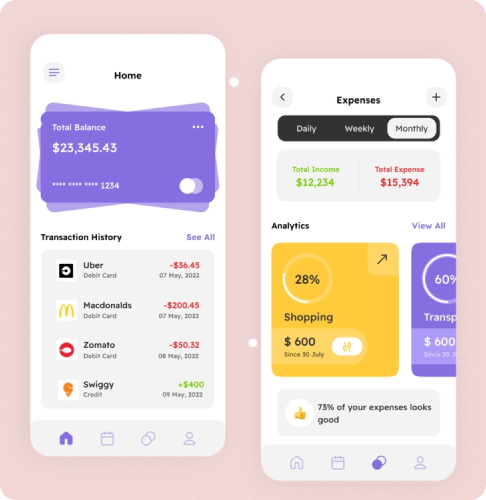 Home
Total Balance
$23,345.43
**** **** **** 1234
Transaction History
See All
Uber
-$36.45
Debit Card
07 May, 2022
Macdonalds
-$200.45
Debit Card
07 May, 2022
Zomato
-$50.32
Debit Card
08 May, 2022
Swiggy
+$400
Credit
09 May, 2022
Expenses
Daily
Weekly
Monthly
Total Income
$12,234
Total Expense
$15,394
Analytics
View All
28%
Shopping
$ 600
Since 30 July
60%
Transp
$ 600
Since 30 J
73% of your expenses looks
good